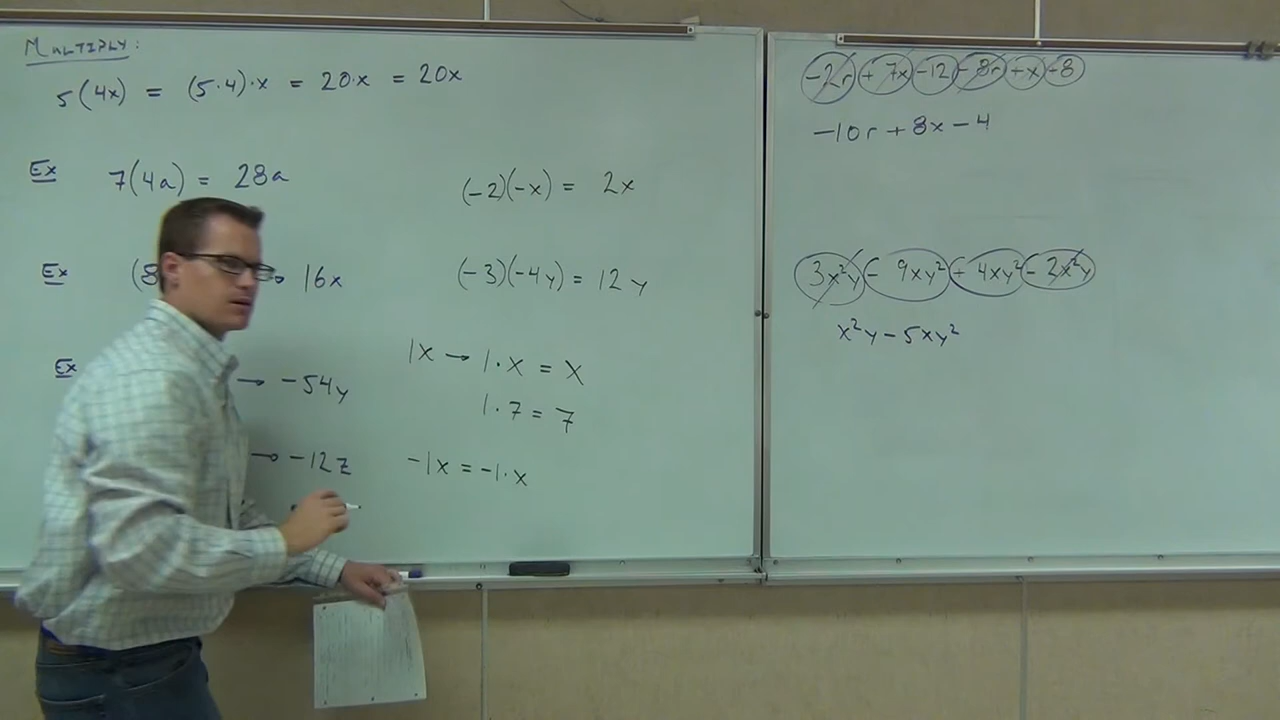 MULTIPLY:
5(4x) = (5·4)·x = 20·x = 20x
Ex 7(4a) = 28a
(-2)(-x) = 2x
Ex (8 16x
(-3)(-4y) = 12y
Ex → -54y
1x → 1·x = x
1·7 = 7
→ -12z
-1x = -1·x
-2r + 7x - 12 - 8r + x + 8
-10r + 8x - 4
3x²y - 9xy² + 4xy² - 2x²y
x²y - 5xy²